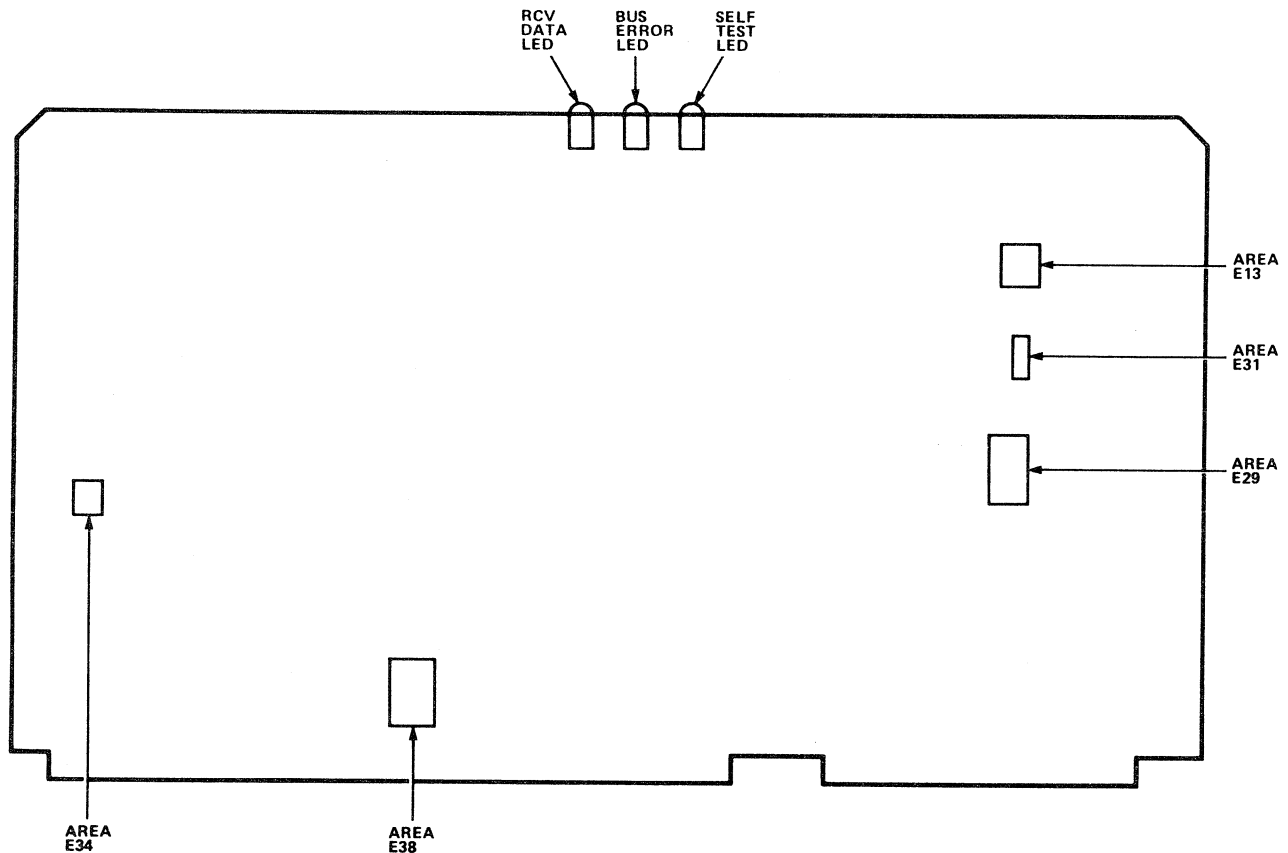 RCV
DATA
LED
BUS
ERROR
LED
SELF
TEST
LED
AREA
E13
AREA
E31
AREA
E29
AREA
E34
AREA
E38